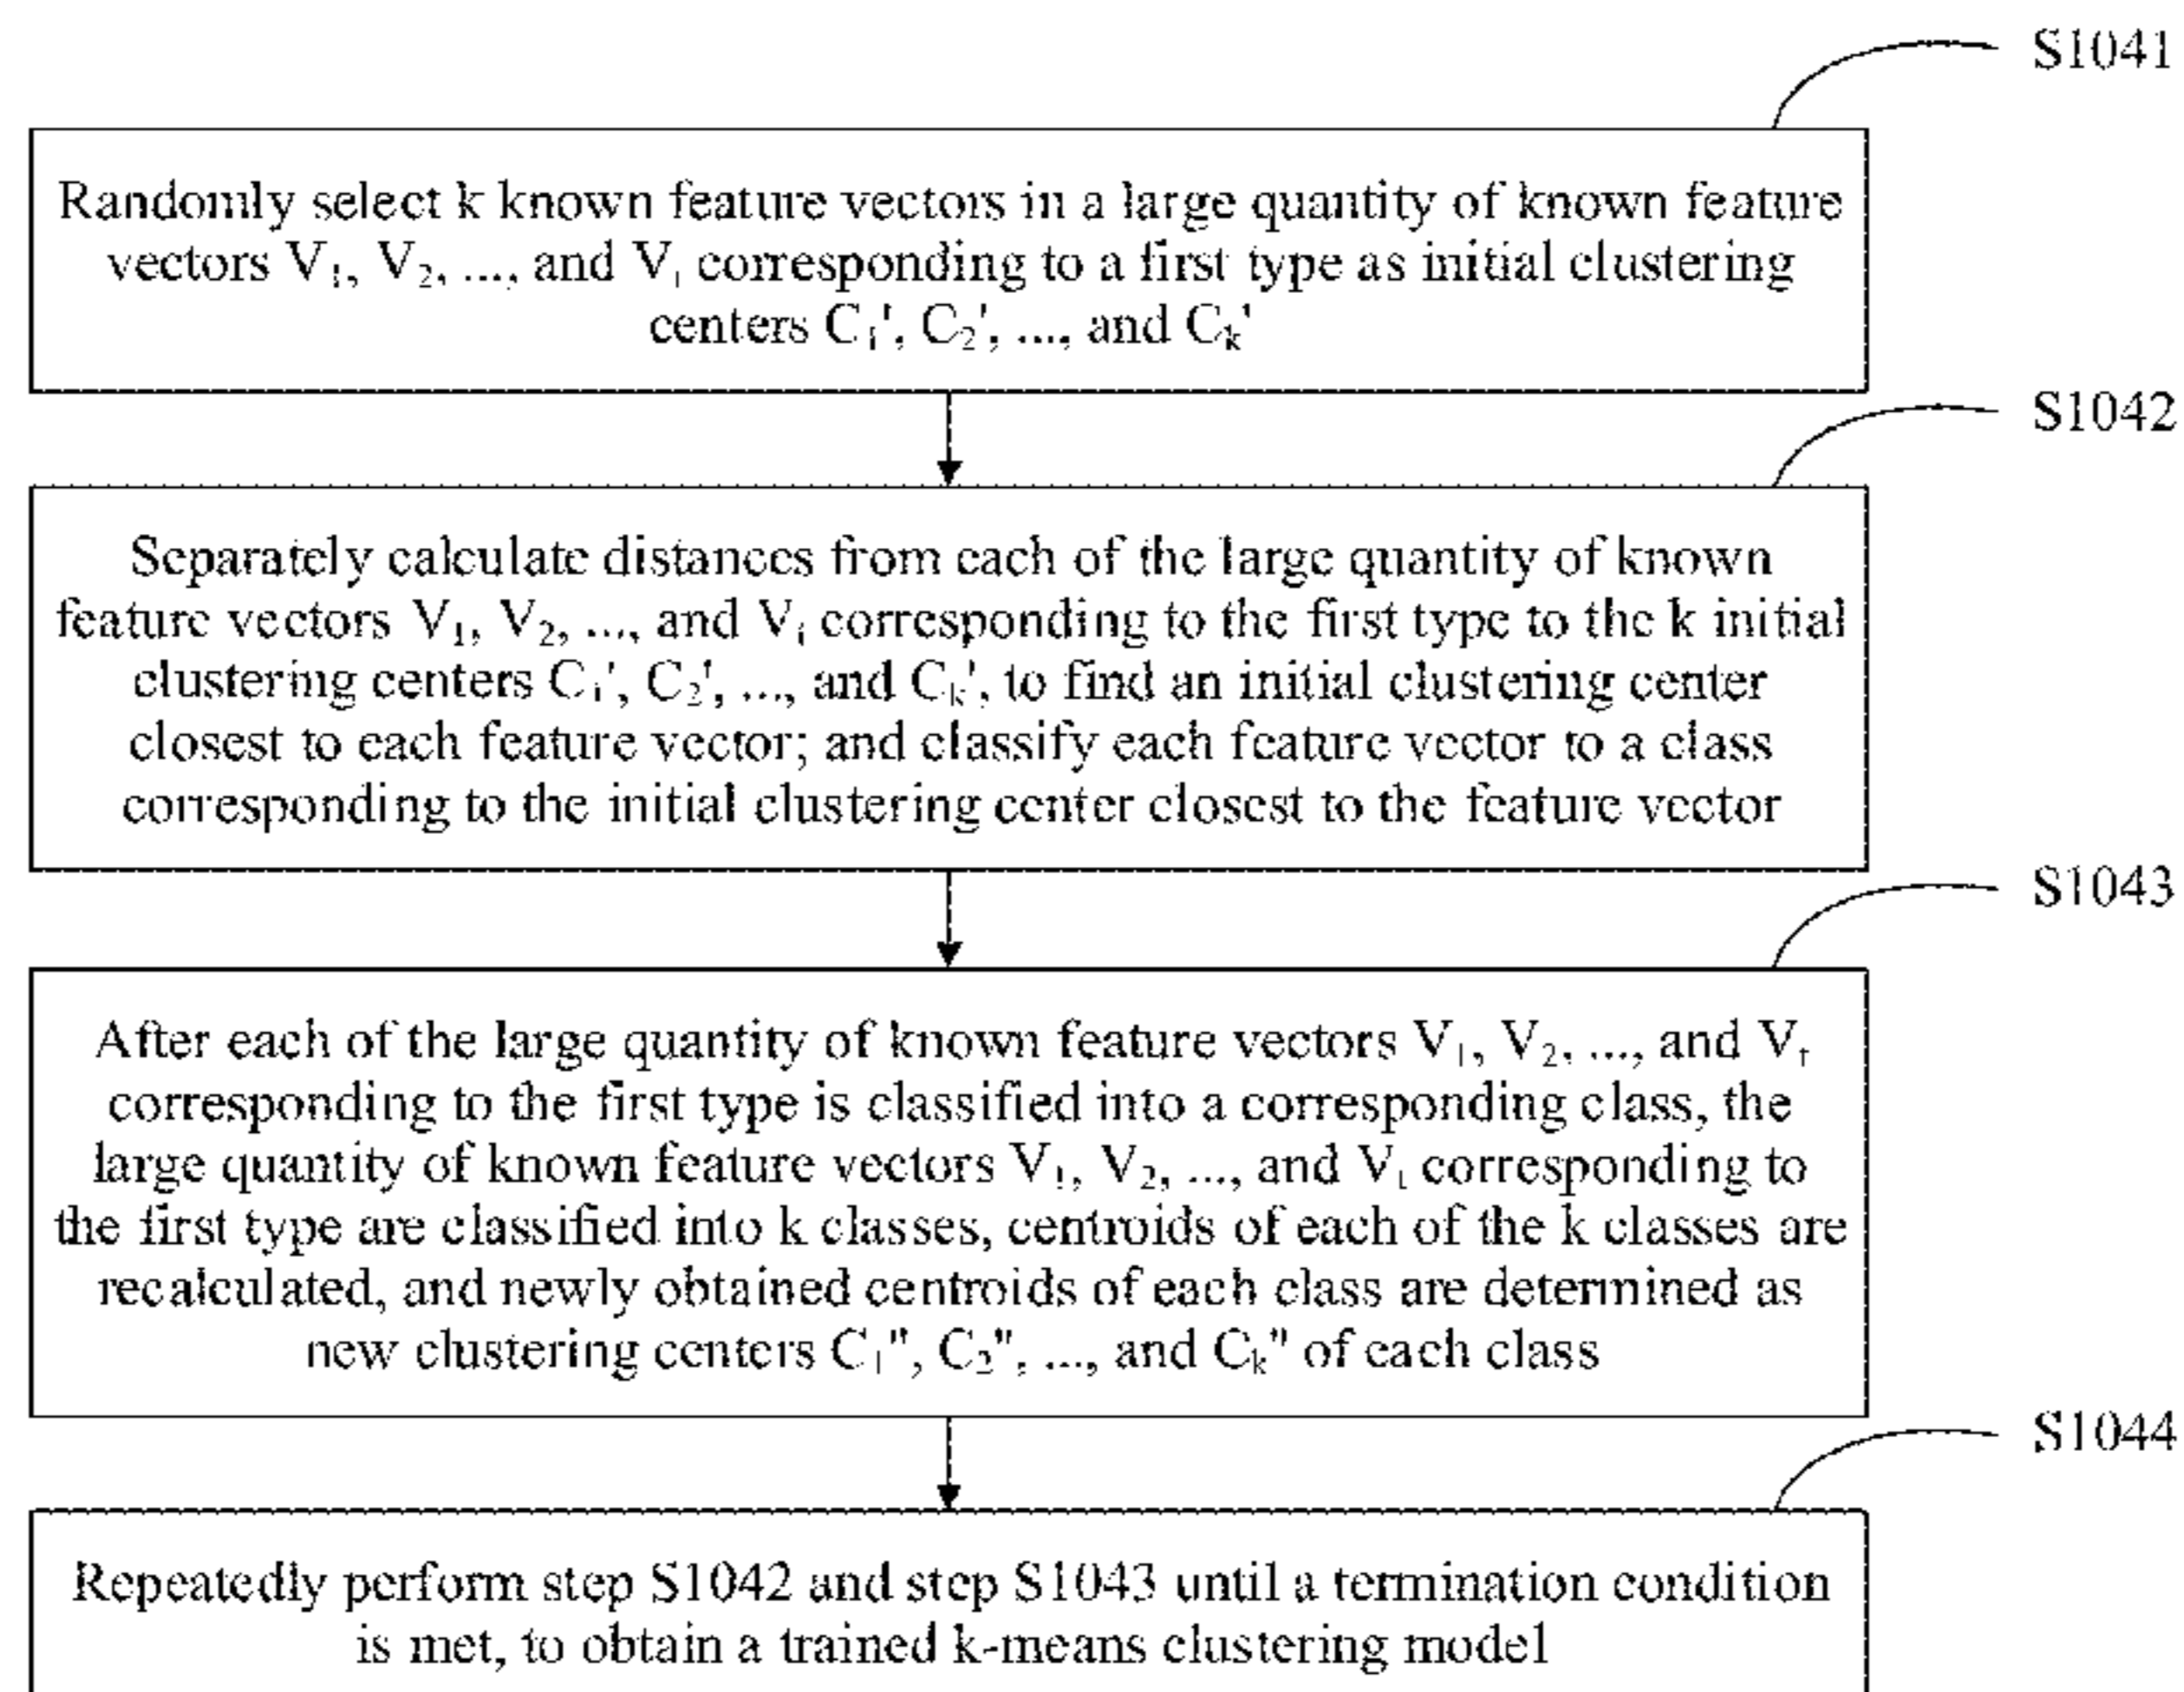 S1041
Randomly select k known feature vectors in a large quantity of known feature
vectors V₁, V₂, ..., and Vₜ corresponding to a first type as initial clustering
centers C₁', C₂', ..., and Cₖ'
S1042
Separately calculate distances from each of the large quantity of known
feature vectors V₁, V₂, ..., and Vₜ corresponding to the first type to the k initial
clustering centers C₁', C₂', ..., and Cₖ', to find an initial clustering center
closest to each feature vector; and classify each feature vector to a class
corresponding to the initial clustering center closest to the feature vector
S1043
After each of the large quantity of known feature vectors V₁, V₂, ..., and Vₜ
corresponding to the first type is classified into a corresponding class, the
large quantity of known feature vectors V₁, V₂, ..., and Vₜ corresponding to
the first type are classified into k classes, centroids of each of the k classes are
recalculated, and newly obtained centroids of each class are determined as
new clustering centers C₁", C₂", ..., and Cₖ" of each class
S1044
Repeatedly perform step S1042 and step S1043 until a termination condition
is met, to obtain a trained k-means clustering model